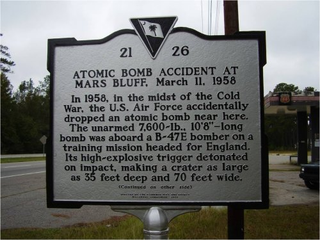 21 26
ATOMIC BOMB ACCIDENT AT
MARS BLUFF, March 11, 1958
In 1958, in the midst of the Cold
War, the U.S. Air Force accidentally
dropped an atomic bomb near here.
The unarmed 7,600-lb., 10'8"-long
bomb was aboard a B-47E bomber on a
training mission headed for England.
Its high-explosive trigger detonated
on impact, making a crater as large
as 35 feet deep and 70 feet wide.
(Continued on other side)